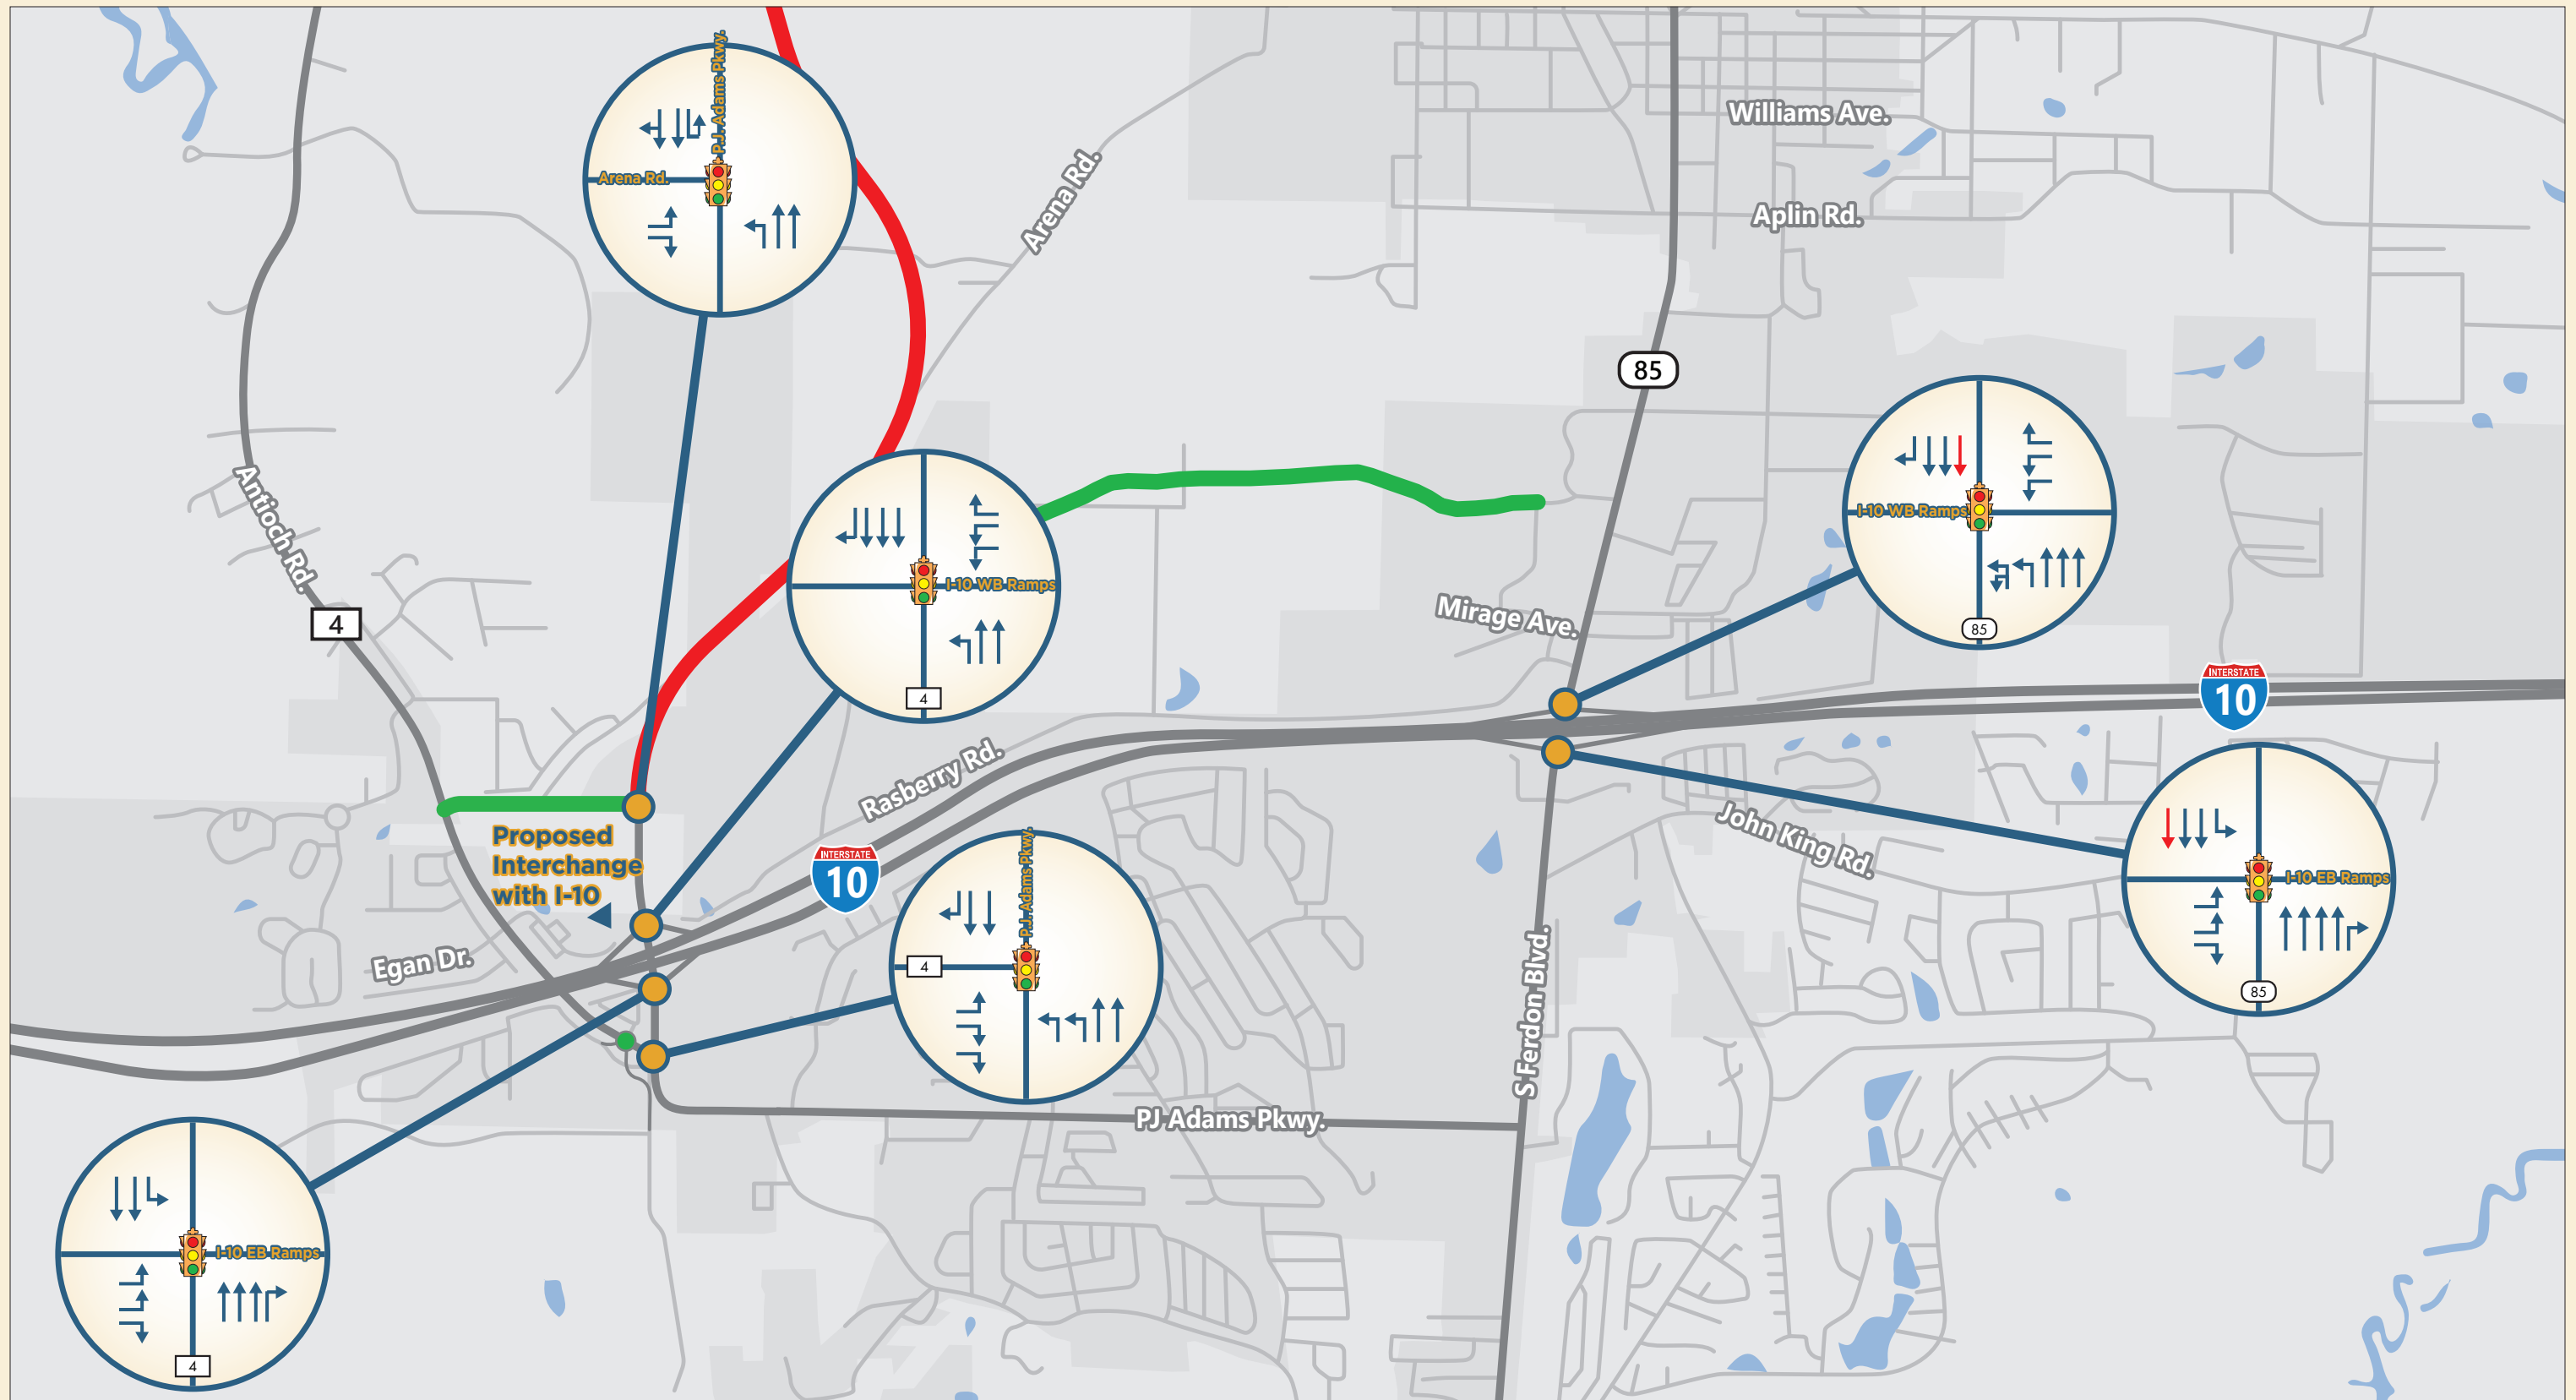 P.J. Adams Pkwy.
Arena Rd.
Arena Rd.
Williams Ave.
Aplin Rd.
85
I-10 WB Ramps
85
Antioch Rd.
4
I-10 WB Ramps
4
Mirage Ave.
INTERSTATE
10
Rasberry Rd.
Proposed
Interchange
with I-10
INTERSTATE
10
John King Rd.
I-10 EB Ramps
85
P.J. Adams Pkwy.
4
Egan Dr.
S Ferdon Blvd.
PJ Adams Pkwy.
I-10 EB Ramps
4